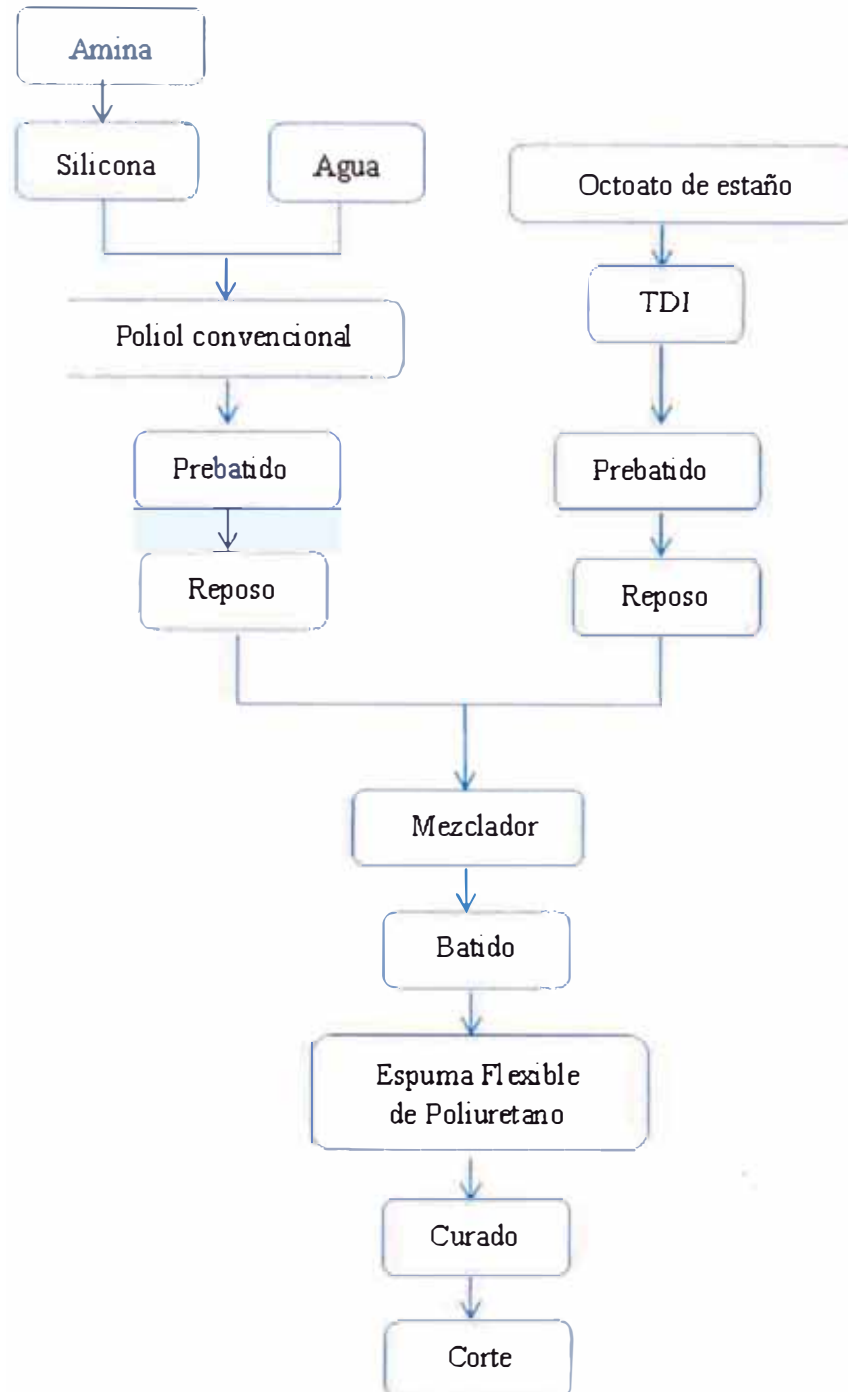 Amina
Silicona
Agua
Octoato de estaño
TDI
Poliol convencional
Prebatido
Prebatido
Reposo
Reposo
Mezclador
Batido
Espuma Flexible
de Poliuretano
Curado
Corte